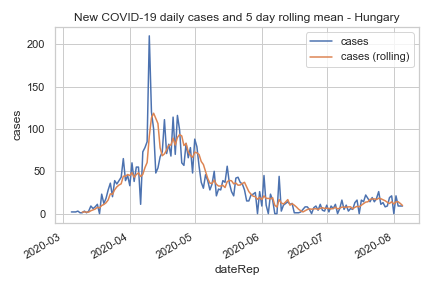 New COVID-19 daily cases and 5 day rolling mean - Hungary
cases
cases (rolling)
200
150
100
50
0
cases
2020-03
2020-04
2020-05
2020-06
2020-07
2020-08
dateRep